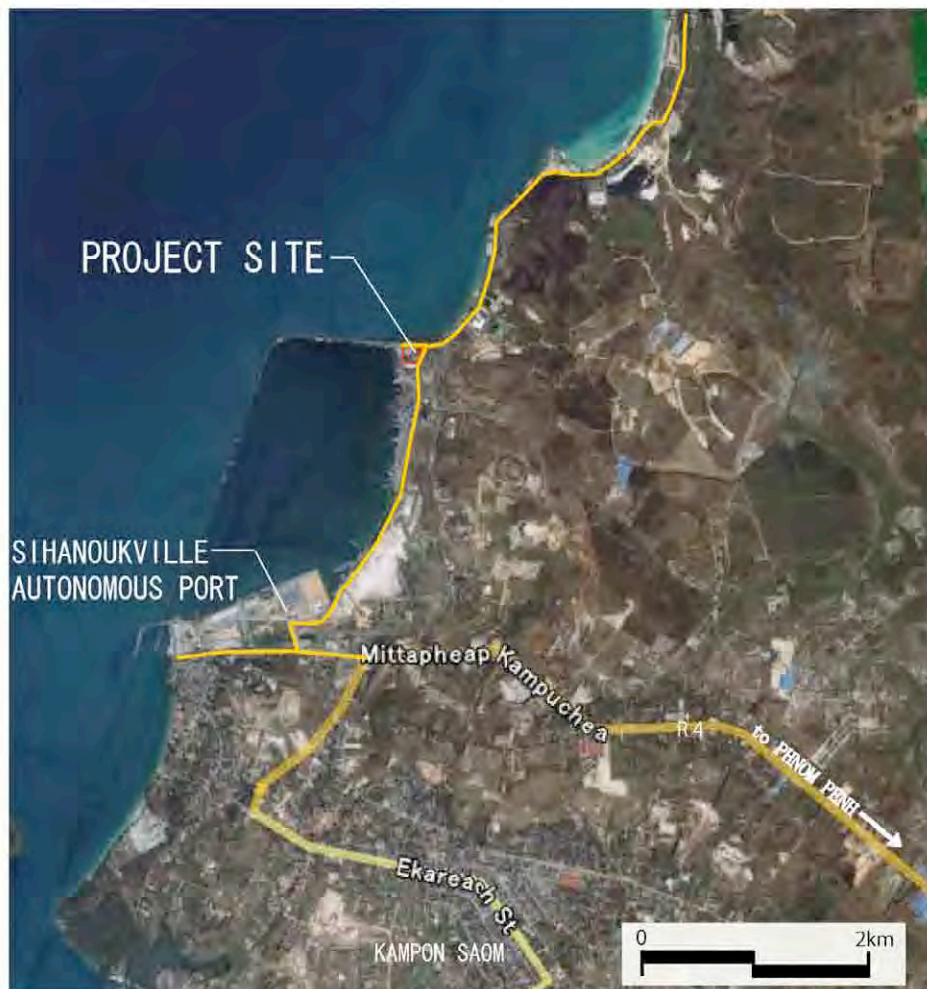 PROJECT SITE
SIHANOUKVILLE
AUTONOMOUS PORT
Mittapheap Kampuchea
R4
to PHNOM PENH
Ekareach St
KAMPON SAOM
0 2km